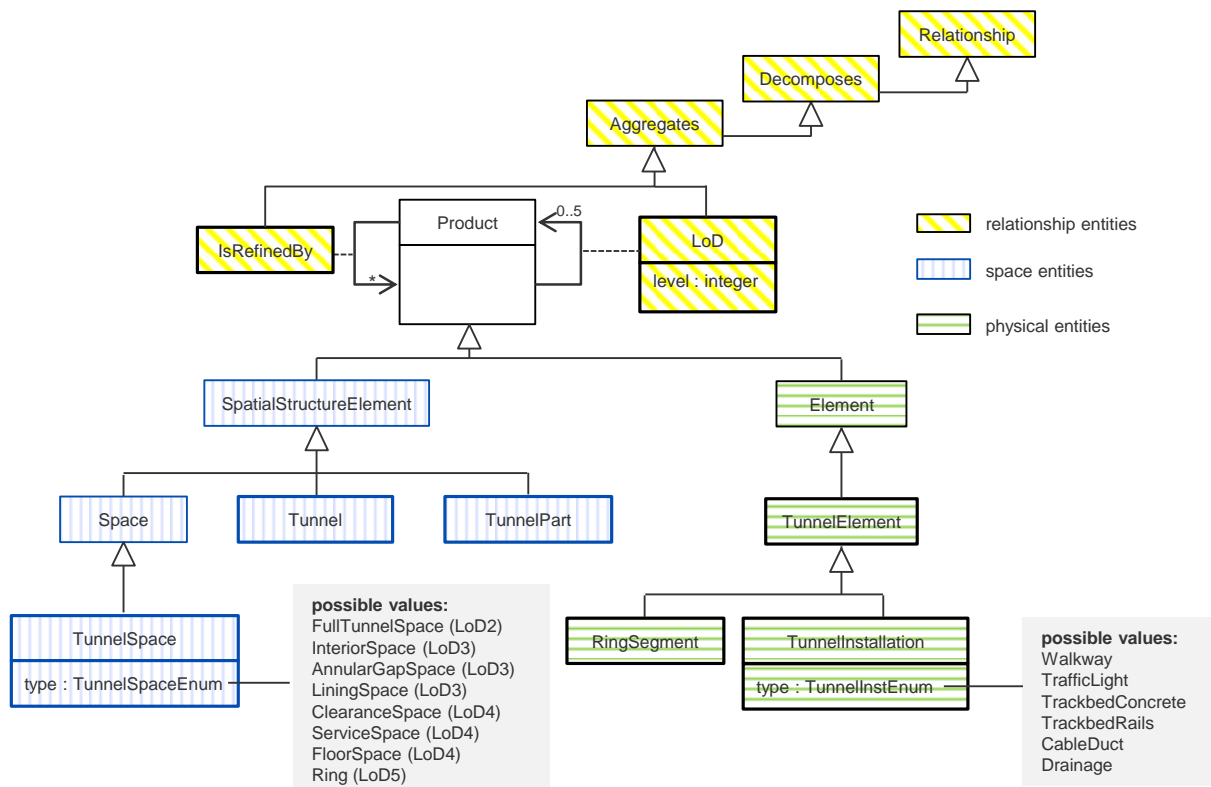 Relationship
Decomposes
Aggregates
Product
0..5
*
IsRefinedBy
LoD
level : integer
relationship entities
space entities
physical entities
SpatialStructureElement
Element
Space
Tunnel
TunnelPart
TunnelElement
TunnelSpace
type : TunnelSpaceEnum
possible values:
FullTunnelSpace (LoD2)
InteriorSpace (LoD3)
AnnularGapSpace (LoD3)
LiningSpace (LoD3)
ClearanceSpace (LoD4)
ServiceSpace (LoD4)
FloorSpace (LoD4)
Ring (LoD5)
RingSegment
TunnelInstallation
type : TunnelInstEnum
possible values:
Walkway
TrafficLight
TrackbedConcrete
TrackbedRails
CableDuct
Drainage